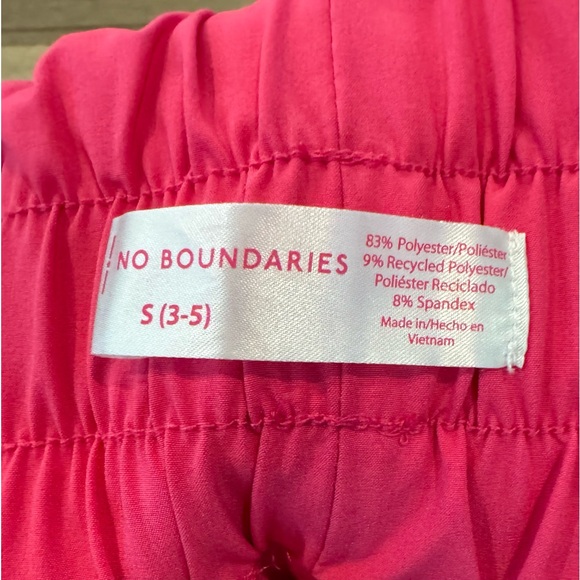 NO BOUNDARIES
S (3-5)
83% Polyester/Poliéster
9% Recycled Polyester/
Poliéster Reciclado
8% Spandex
Made in/Hecho en
Vietnam